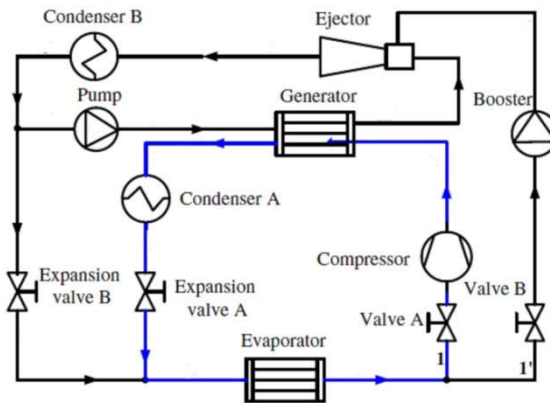 Condenser B
Ejector
Pump
Generator
Booster
Condenser A
Compressor
Expansion
valve B
Expansion
valve A
Valve A
Valve B
Evaporator
1
1'